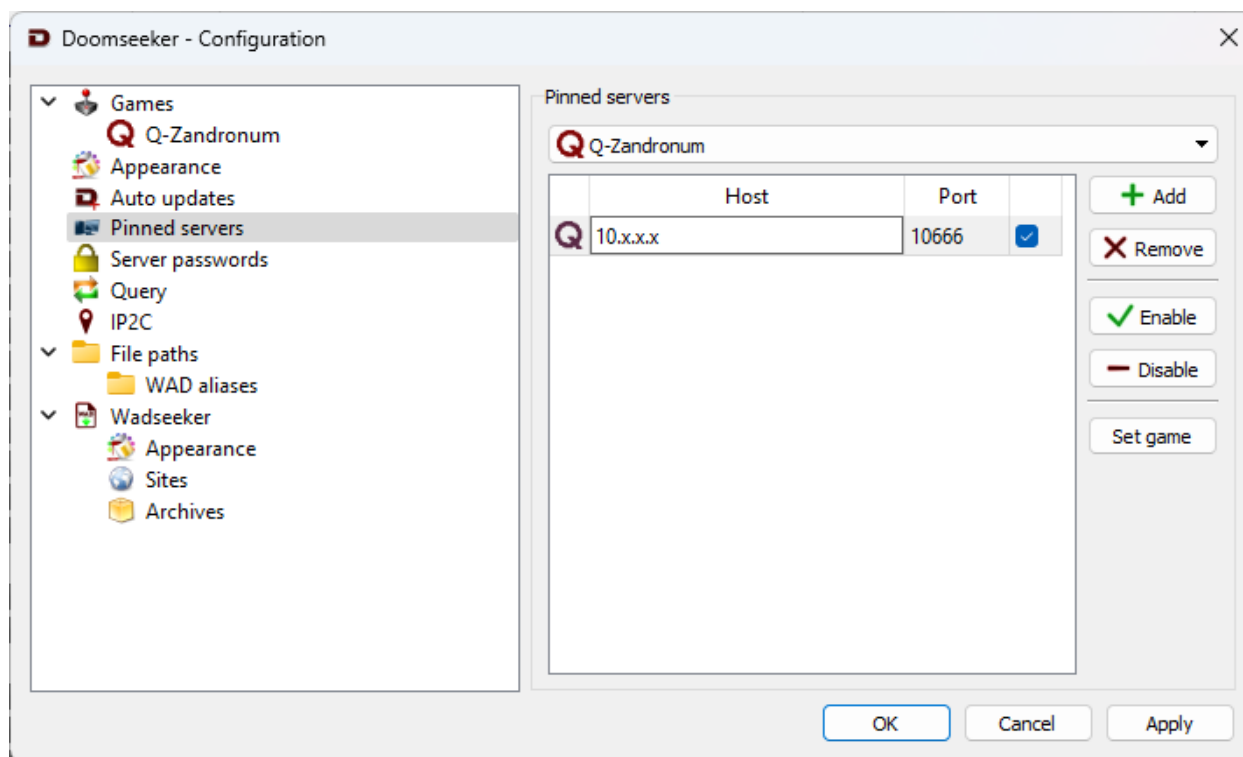 Doomseeker - Configuration
Games
Q-Zandronum
Appearance
Auto updates
Pinned servers
Server passwords
Query
IP2C
File paths
WAD aliases
Wadseeker
Appearance
Sites
Archives
Pinned servers
Q-Zandronum
Host Port
10.x.x.x 10666
Add
Remove
Enable
Disable
Set game
OK Cancel Apply